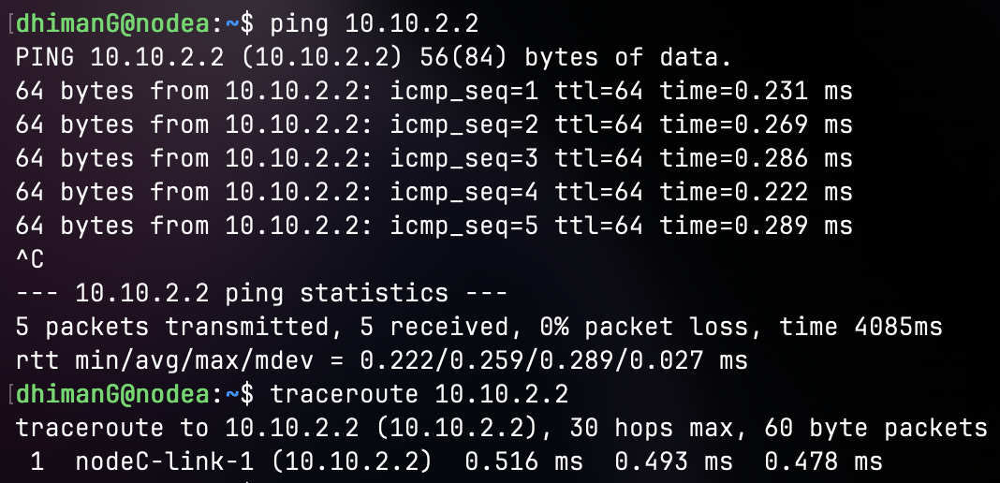 [dhimanG@nodea:~$ ping 10.10.2.2
PING 10.10.2.2 (10.10.2.2) 56(84) bytes of data.
64 bytes from 10.10.2.2: icmp_seq=1 ttl=64 time=0.231 ms
64 bytes from 10.10.2.2: icmp_seq=2 ttl=64 time=0.269 ms
64 bytes from 10.10.2.2: icmp_seq=3 ttl=64 time=0.286 ms
64 bytes from 10.10.2.2: icmp_seq=4 ttl=64 time=0.222 ms
64 bytes from 10.10.2.2: icmp_seq=5 ttl=64 time=0.289 ms
^C
--- 10.10.2.2 ping statistics ---
5 packets transmitted, 5 received, 0% packet loss, time 4085ms
rtt min/avg/max/mdev = 0.222/0.259/0.289/0.027 ms
[dhimanG@nodea:~$ traceroute 10.10.2.2
traceroute to 10.10.2.2 (10.10.2.2), 30 hops max, 60 byte packets
 1  nodeC-link-1 (10.10.2.2)  0.516 ms  0.493 ms  0.478 ms